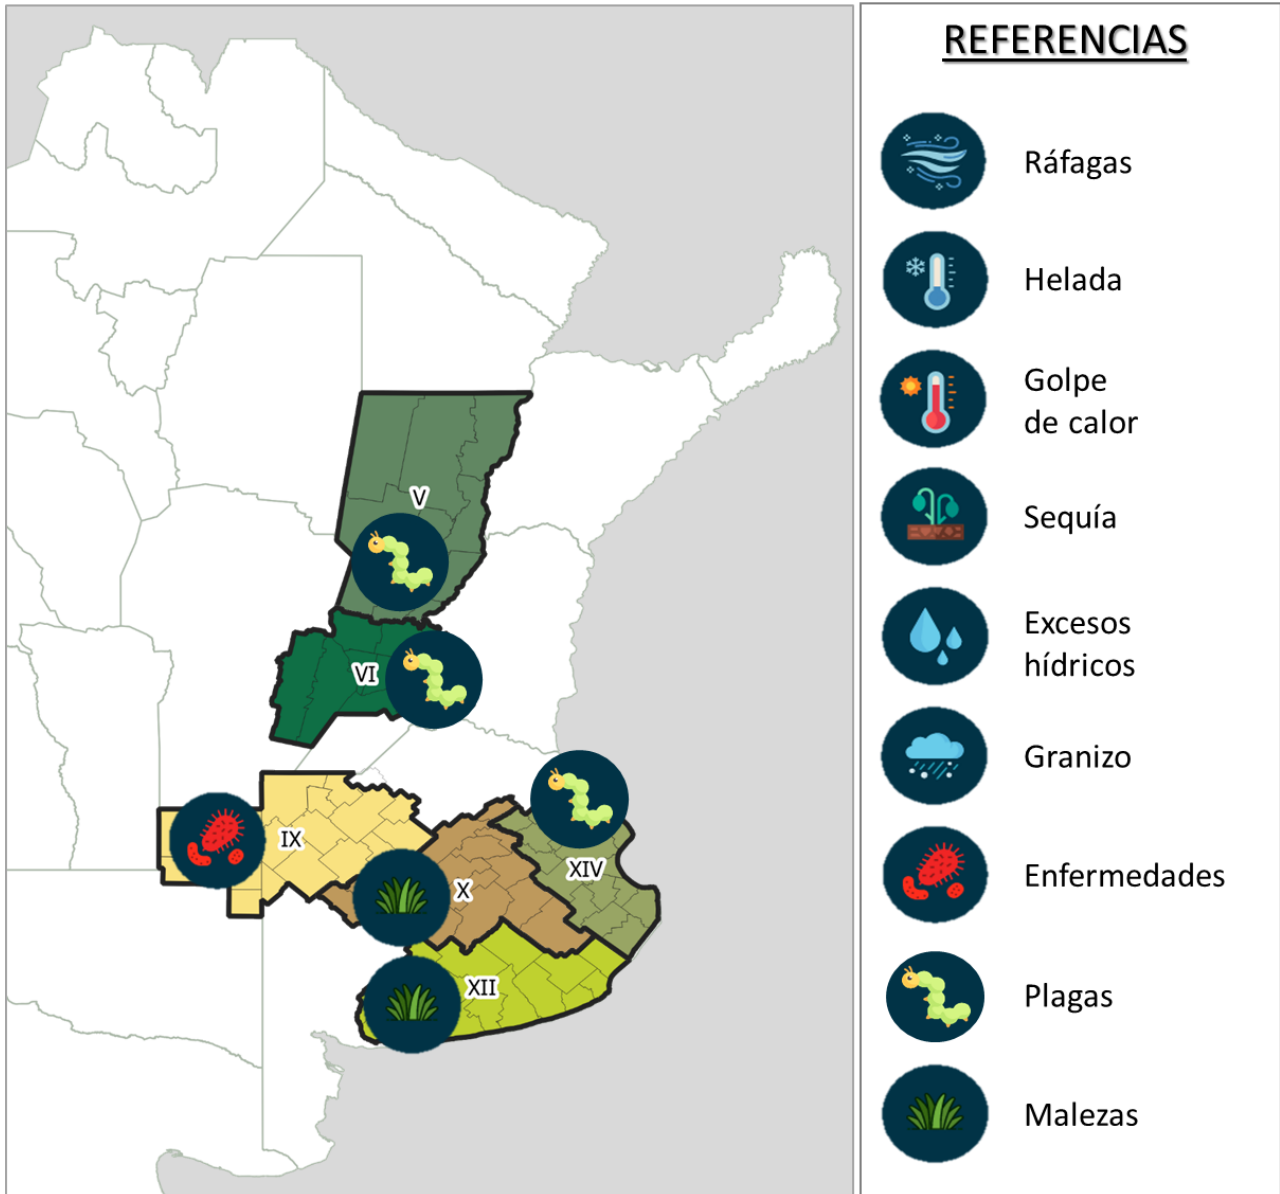 REFERENCIAS
Ráfagas
Helada
Golpe
de calor
Sequía
Excesos
hídricos
Granizo
Enfermedades
Plagas
Malezas
V
VI
IX
X
XIV
XII